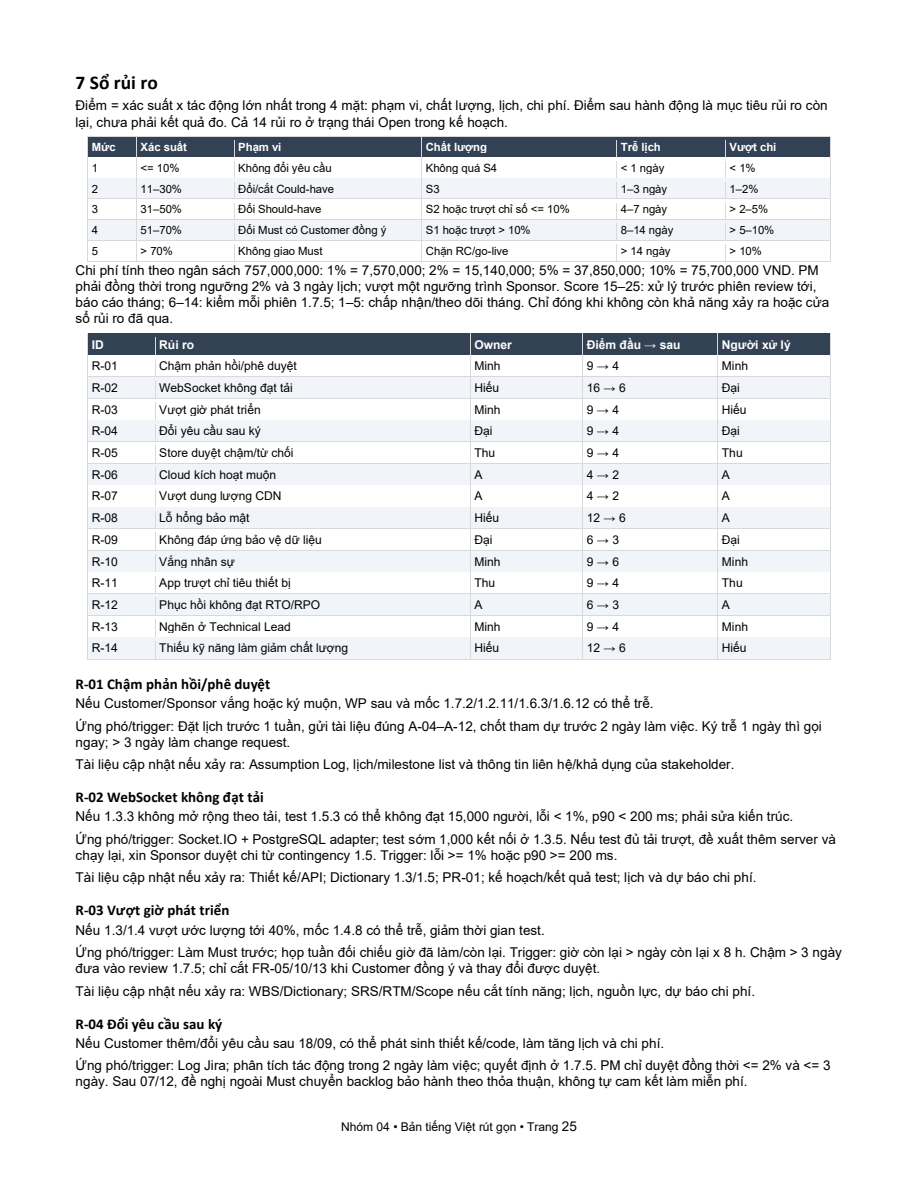 7 Sổ rủi ro
Điểm = xác suất x tác động lớn nhất trong 4 mặt: phạm vi, chất lượng, lịch, chi phí. Điểm sau hành động là mục tiêu rủi ro còn
lại, chưa phải kết quả đo. Cả 14 rủi ro ở trạng thái Open trong kế hoạch.
Mức Xác suất Phạm vi Chất lượng Trễ lịch Vượt chi
1 <= 10% Không đổi yêu cầu Không quá S4 < 1 ngày < 1%
2 11–30% Đổi/cắt Could-have S3 1–3 ngày 1–2%
3 31–50% Đổi Should-have S2 hoặc trượt chỉ số <= 10% 4–7 ngày > 2–5%
4 51–70% Đổi Must có Customer đồng ý S1 hoặc trượt > 10% 8–14 ngày > 5–10%
5 > 70% Không giao Must Chặn RC/go-live > 14 ngày > 10%
Chi phí tính theo ngân sách 757,000,000: 1% = 7,570,000; 2% = 15,140,000; 5% = 37,850,000; 10% = 75,700,000 VND. PM
phải đồng thời trong ngưỡng 2% và 3 ngày lịch; vượt một ngưỡng trình Sponsor. Score 15–25: xử lý trước phiên review tới,
báo cáo tháng; 6–14: kiểm mỗi phiên 1.7.5; 1–5: chấp nhận/theo dõi tháng. Chỉ đóng khi không còn khả năng xảy ra hoặc cửa
sổ rủi ro đã qua.
ID Rủi ro Owner Điểm đầu → sau Người xử lý
R-01 Chậm phản hồi/phê duyệt Minh 9 → 4 Minh
R-02 WebSocket không đạt tải Hiếu 16 → 6 Đại
R-03 Vượt giờ phát triển Minh 9 → 4 Hiếu
R-04 Đổi yêu cầu sau ký Đại 9 → 4 Đại
R-05 Store duyệt chậm/từ chối Thu 9 → 4 Thu
R-06 Cloud kích hoạt muộn A 4 → 2 A
R-07 Vượt dung lượng CDN A 4 → 2 A
R-08 Lỗ hổng bảo mật Hiếu 12 → 6 A
R-09 Không đáp ứng bảo vệ dữ liệu Đại 6 → 3 Đại
R-10 Vắng nhân sự Minh 9 → 6 Minh
R-11 App trượt chỉ tiêu thiết bị Thu 9 → 4 Thu
R-12 Phục hồi không đạt RTO/RPO A 6 → 3 A
R-13 Nghẽn ở Technical Lead Minh 9 → 4 Minh
R-14 Thiếu kỹ năng làm giảm chất lượng Hiếu 12 → 6 Hiếu
R-01 Chậm phản hồi/phê duyệt
Nếu Customer/Sponsor vắng hoặc ký muộn, WP sau và mốc 1.7.2/1.2.11/1.6.3/1.6.12 có thể trễ.
Ứng phó/trigger: Đặt lịch trước 1 tuần, gửi tài liệu đúng A-04–A-12, chốt tham dự trước 2 ngày làm việc. Ký trễ 1 ngày thì gọi
ngay; > 3 ngày làm change request.
Tài liệu cập nhật nếu xảy ra: Assumption Log, lịch/milestone list và thông tin liên hệ/khả dụng của stakeholder.
R-02 WebSocket không đạt tải
Nếu 1.3.3 không mở rộng theo tải, test 1.5.3 có thể không đạt 15,000 người, lỗi < 1%, p90 < 200 ms; phải sửa kiến trúc.
Ứng phó/trigger: Socket.IO + PostgreSQL adapter; test sớm 1,000 kết nối ở 1.3.5. Nếu test đủ tải trượt, đề xuất thêm server và
chạy lại, xin Sponsor duyệt chi từ contingency 1.5. Trigger: lỗi >= 1% hoặc p90 >= 200 ms.
Tài liệu cập nhật nếu xảy ra: Thiết kế/API; Dictionary 1.3/1.5; PR-01; kế hoạch/kết quả test; lịch và dự báo chi phí.
R-03 Vượt giờ phát triển
Nếu 1.3/1.4 vượt ước lượng tới 40%, mốc 1.4.8 có thể trễ, giảm thời gian test.
Ứng phó/trigger: Làm Must trước; họp tuần đối chiếu giờ đã làm/còn lại. Trigger: giờ còn lại > ngày còn lại x 8 h. Chậm > 3 ngày
đưa vào review 1.7.5; chỉ cắt FR-05/10/13 khi Customer đồng ý và thay đổi được duyệt.
Tài liệu cập nhật nếu xảy ra: WBS/Dictionary; SRS/RTM/Scope nếu cắt tính năng; lịch, nguồn lực, dự báo chi phí.
R-04 Đổi yêu cầu sau ký
Nếu Customer thêm/đổi yêu cầu sau 18/09, có thể phát sinh thiết kế/code, làm tăng lịch và chi phí.
Ứng phó/trigger: Log Jira; phân tích tác động trong 2 ngày làm việc; quyết định ở 1.7.5. PM chỉ duyệt đồng thời <= 2% và <= 3
ngày. Sau 07/12, đề nghị ngoài Must chuyển backlog bảo hành theo thỏa thuận, không tự cam kết làm miễn phí.
Nhóm 04 • Bản tiếng Việt rút gọn • Trang 25